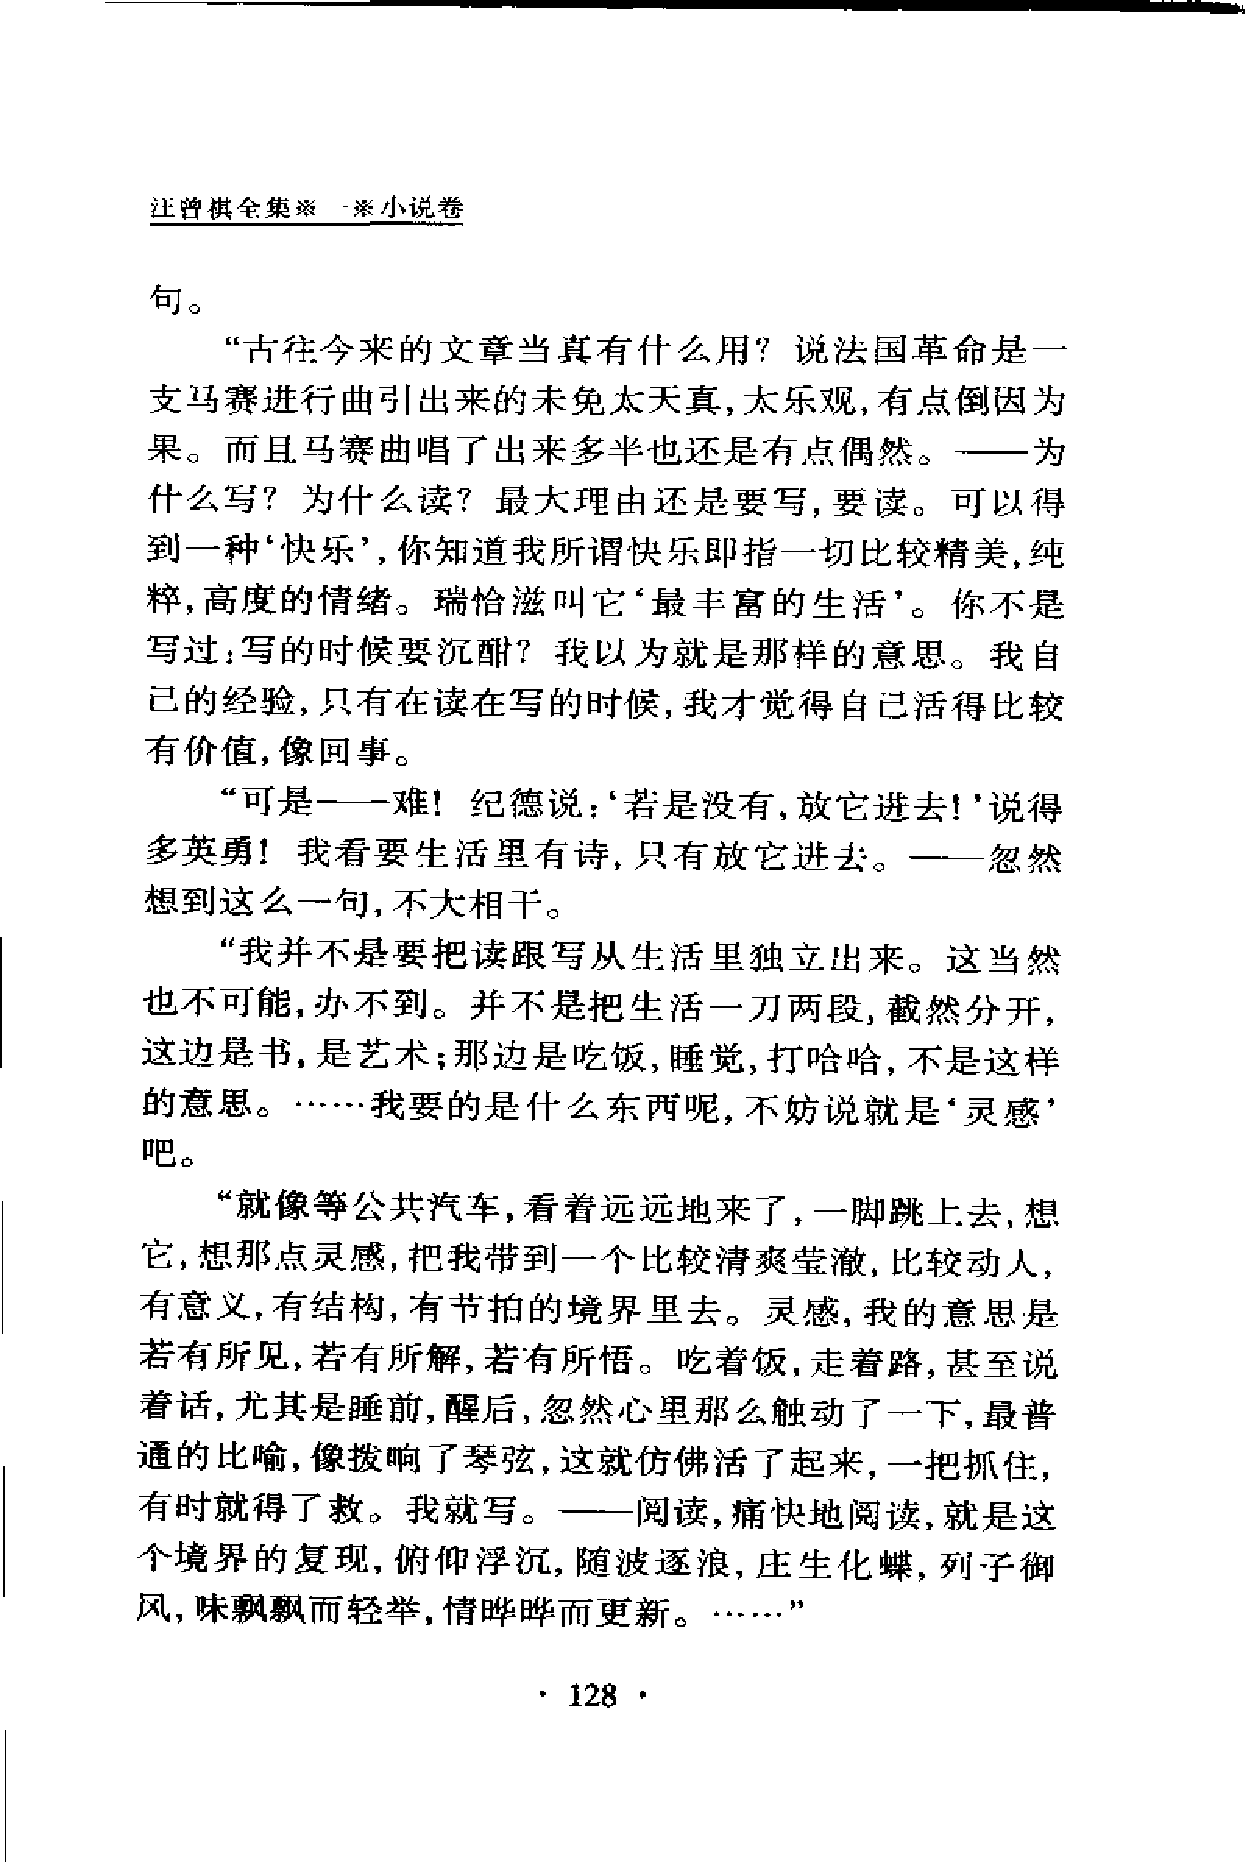 汪曾祺全集※一※小说卷
句。
“古往今来的文章当真有什么用？说法国革命是一
支马赛进行曲引出来的未免太天真，太乐观，有点倒因为
果。而且马赛曲唱了出来多半也还是有点偶然。——为
什么写？为什么读？最大理由还是要写，要读。可以得
到一种‘快乐’，你知道我所谓快乐即指一切比较精美，纯
粹，高度的情绪。瑞恰滋叫它‘最丰富的生活’。你不是
写过：写的时候要沉酣？我以为就是那样的意思。我自
己的经验，只有在读在写的时候，我才觉得自己活得比较
有价值，像回事。
“可是——难！纪德说：‘若是没有，放它进去！’说得
多英勇！我看要生活里有诗，只有放它进去。——忽然
想到这么一句，不大相干。
“我并不是要把读跟写从生活里独立出来。这当然
也不可能，办不到。并不是把生活一刀两段，截然分开，
这边是书，是艺术；那边是吃饭，睡觉，打哈哈，不是这样
的意思。……我要的是什么东西呢，不妨说就是‘灵感’
吧。
“就像等公共汽车，看着远远地来了，一脚跳上去，想
它，想那点灵感，把我带到一个比较清爽莹澈，比较动人，
有意义，有结构，有节拍的境界里去。灵感，我的意思是
若有所见，若有所解，若有所悟。吃着饭，走着路，甚至说
着话，尤其是睡前，醒后，忽然心里那么触动了一下，最普
通的比喻，像拨响了琴弦，这就仿佛活了起来，一把抓住，
有时就得了救。我就写。——阅读，痛快地阅读，就是这
个境界的复现，俯仰浮沉，随波逐浪，庄生化蝶，列子御
风，味飘飘而轻举，情晔晔而更新。……”
·128·